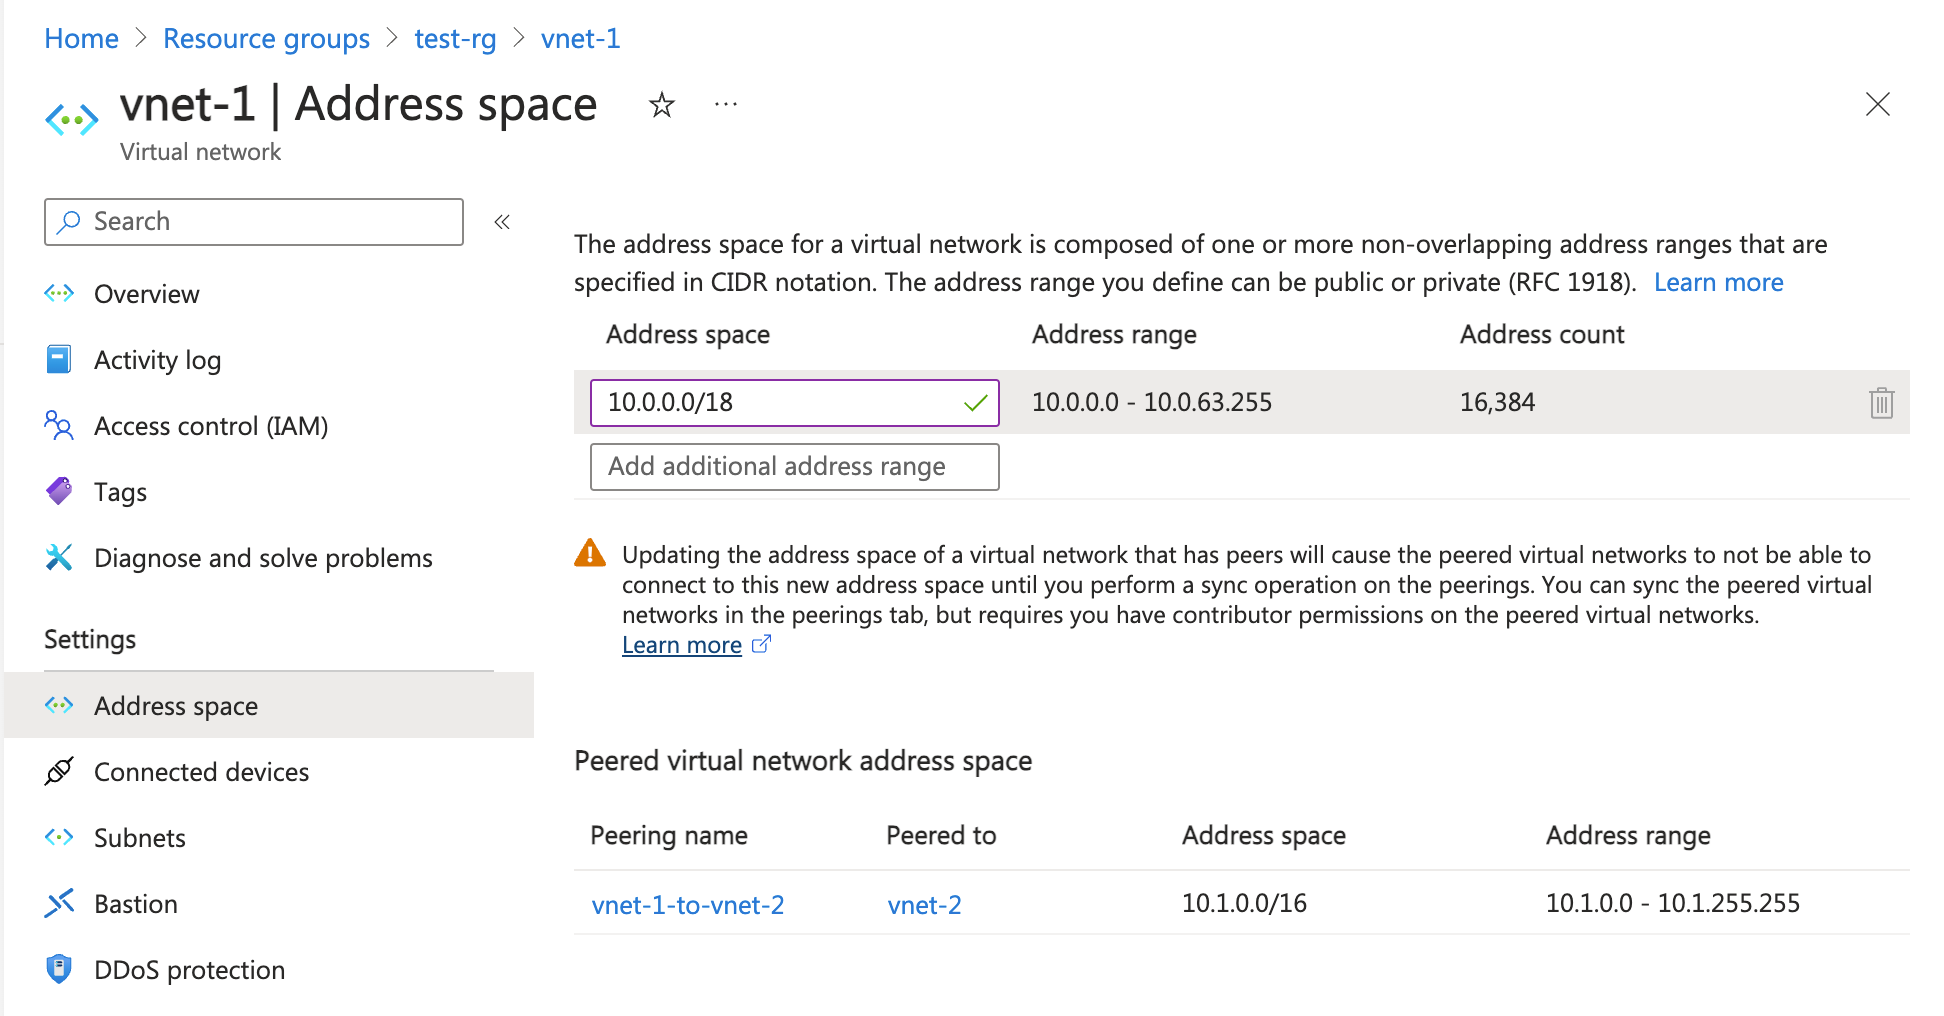 Home > Resource groups > test-rg > vnet-1
vnet-1 | Address space
Virtual network
Search
Overview
Activity log
Access control (IAM)
Tags
Diagnose and solve problems
Settings
Address space
Connected devices
Subnets
Bastion
DDoS protection
The address space for a virtual network is composed of one or more non-overlapping address ranges that are
specified in CIDR notation. The address range you define can be public or private (RFC 1918). Learn more
Address space Address range Address count
10.0.0.0/18 10.0.0.0 - 10.0.63.255 16,384
Add additional address range
Updating the address space of a virtual network that has peers will cause the peered virtual networks to not be able to
connect to this new address space until you perform a sync operation on the peerings. You can sync the peered virtual
networks in the peerings tab, but requires you have contributor permissions on the peered virtual networks.
Learn more
Peered virtual network address space
Peering name Peered to Address space Address range
vnet-1-to-vnet-2 vnet-2 10.1.0.0/16 10.1.0.0 - 10.1.255.255